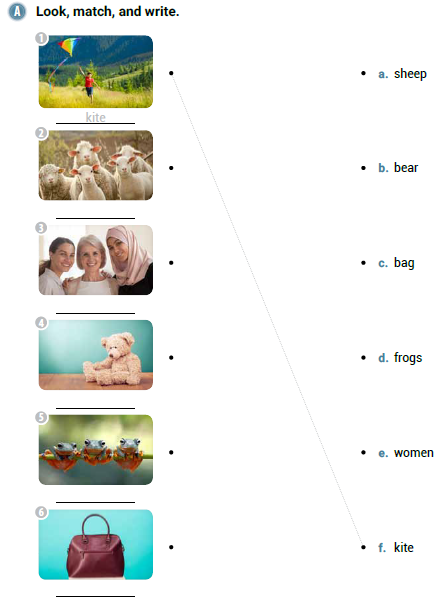 A Look, match, and write.
1
kite
a. sheep
2
b. bear
3
c. bag
4
d. frogs
5
e. women
6
f. kite